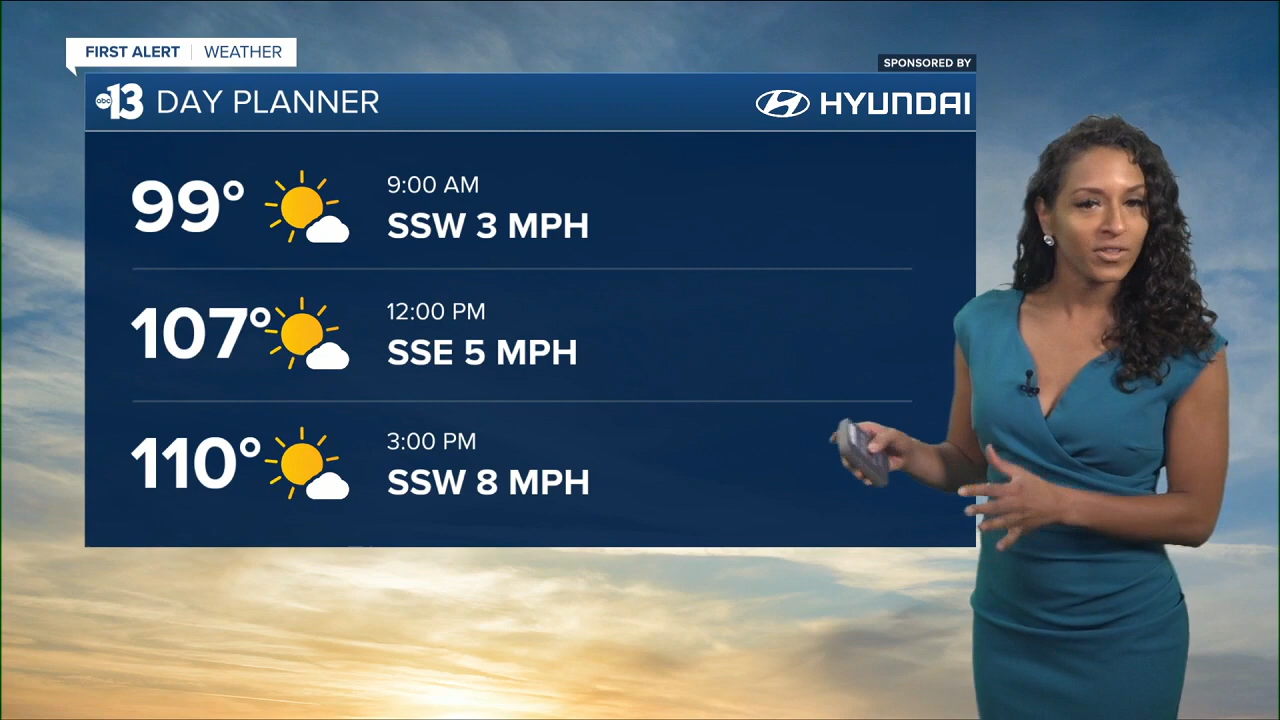 FIRST ALERT | WEATHER
SPONSORED BY
abc 13 DAY PLANNER
HYUNDAI
99°
9:00 AM
SSW 3 MPH
107°
12:00 PM
SSE 5 MPH
110°
3:00 PM
SSW 8 MPH